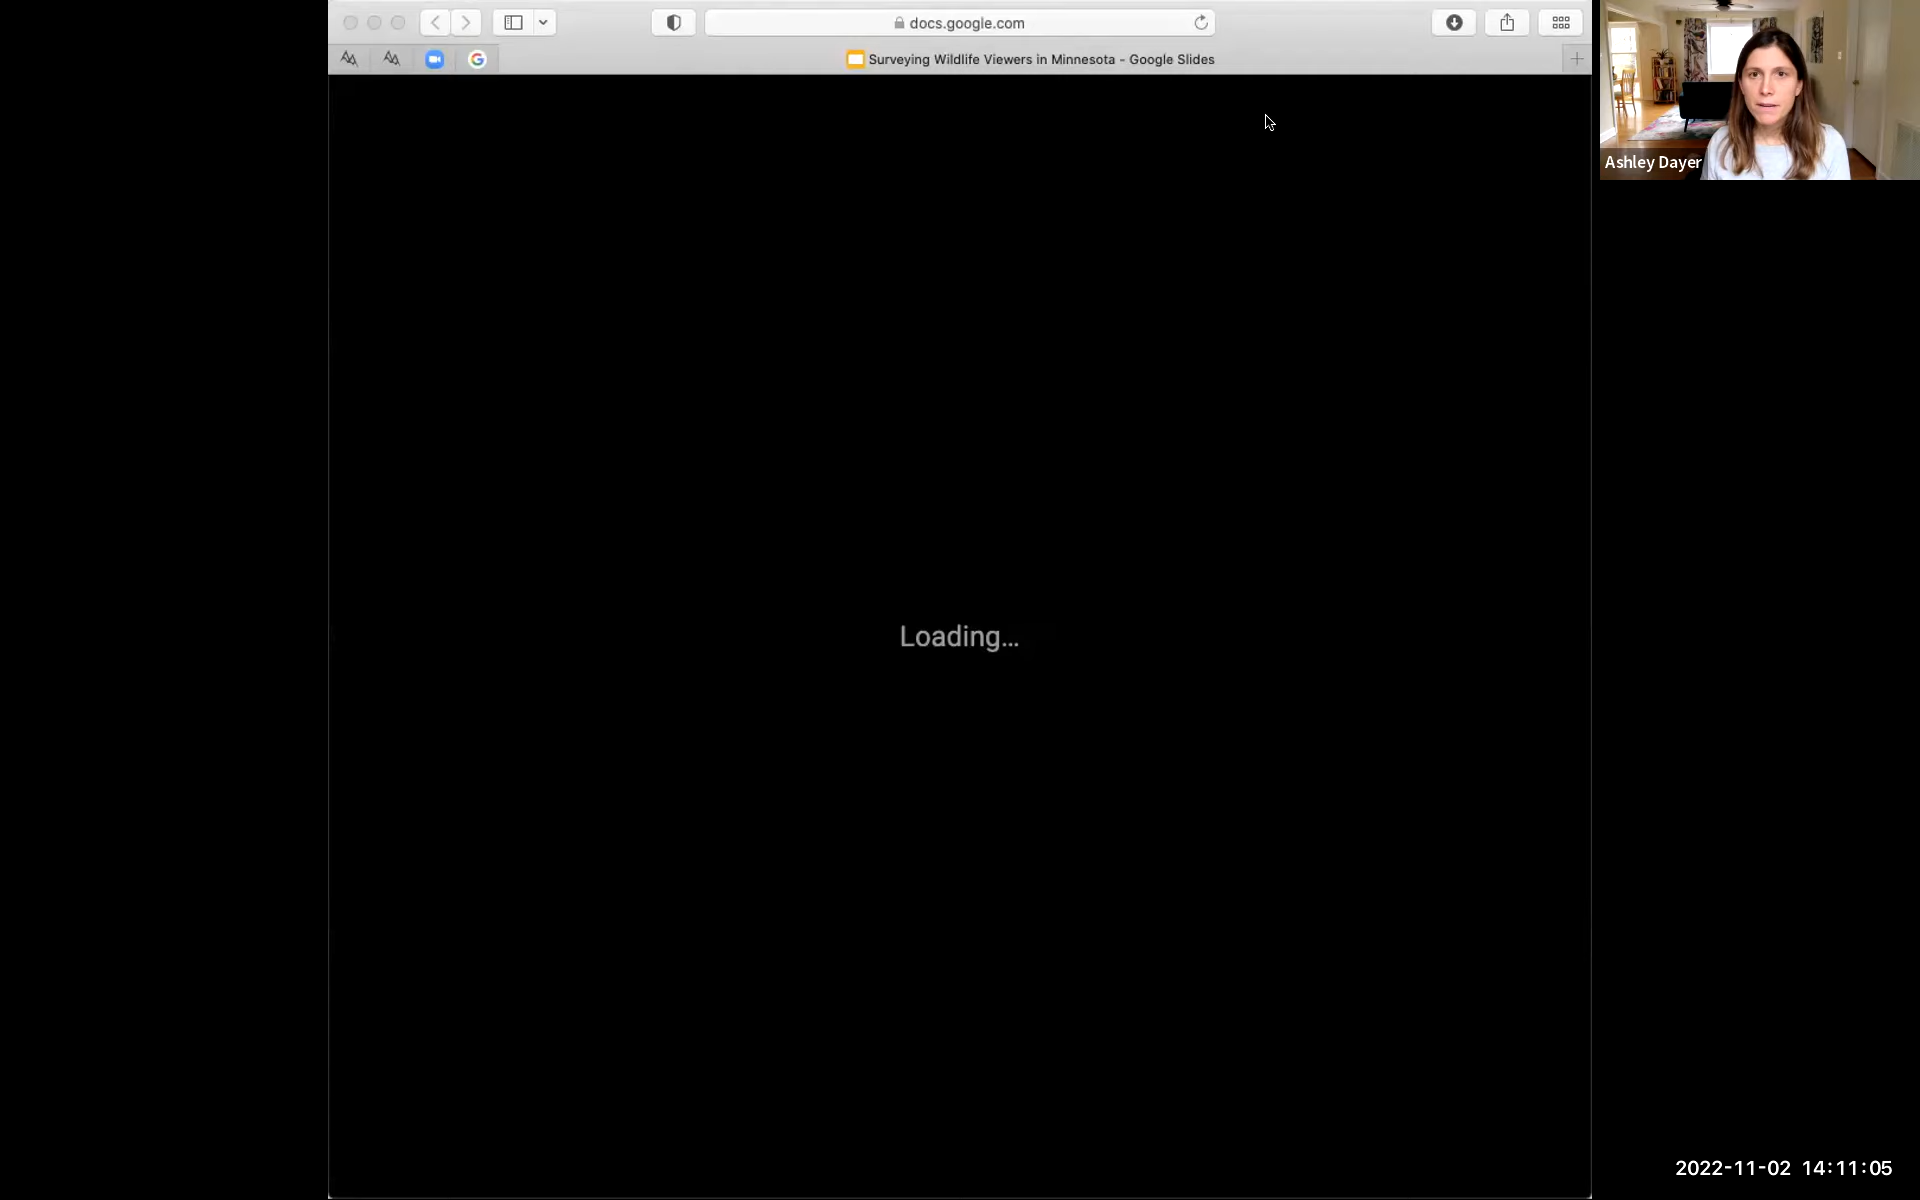 docs.google.com
Surveying Wildlife Viewers in Minnesota - Google Slides
Ashley Dayer
Loading...
2022-11-02 14:11:05